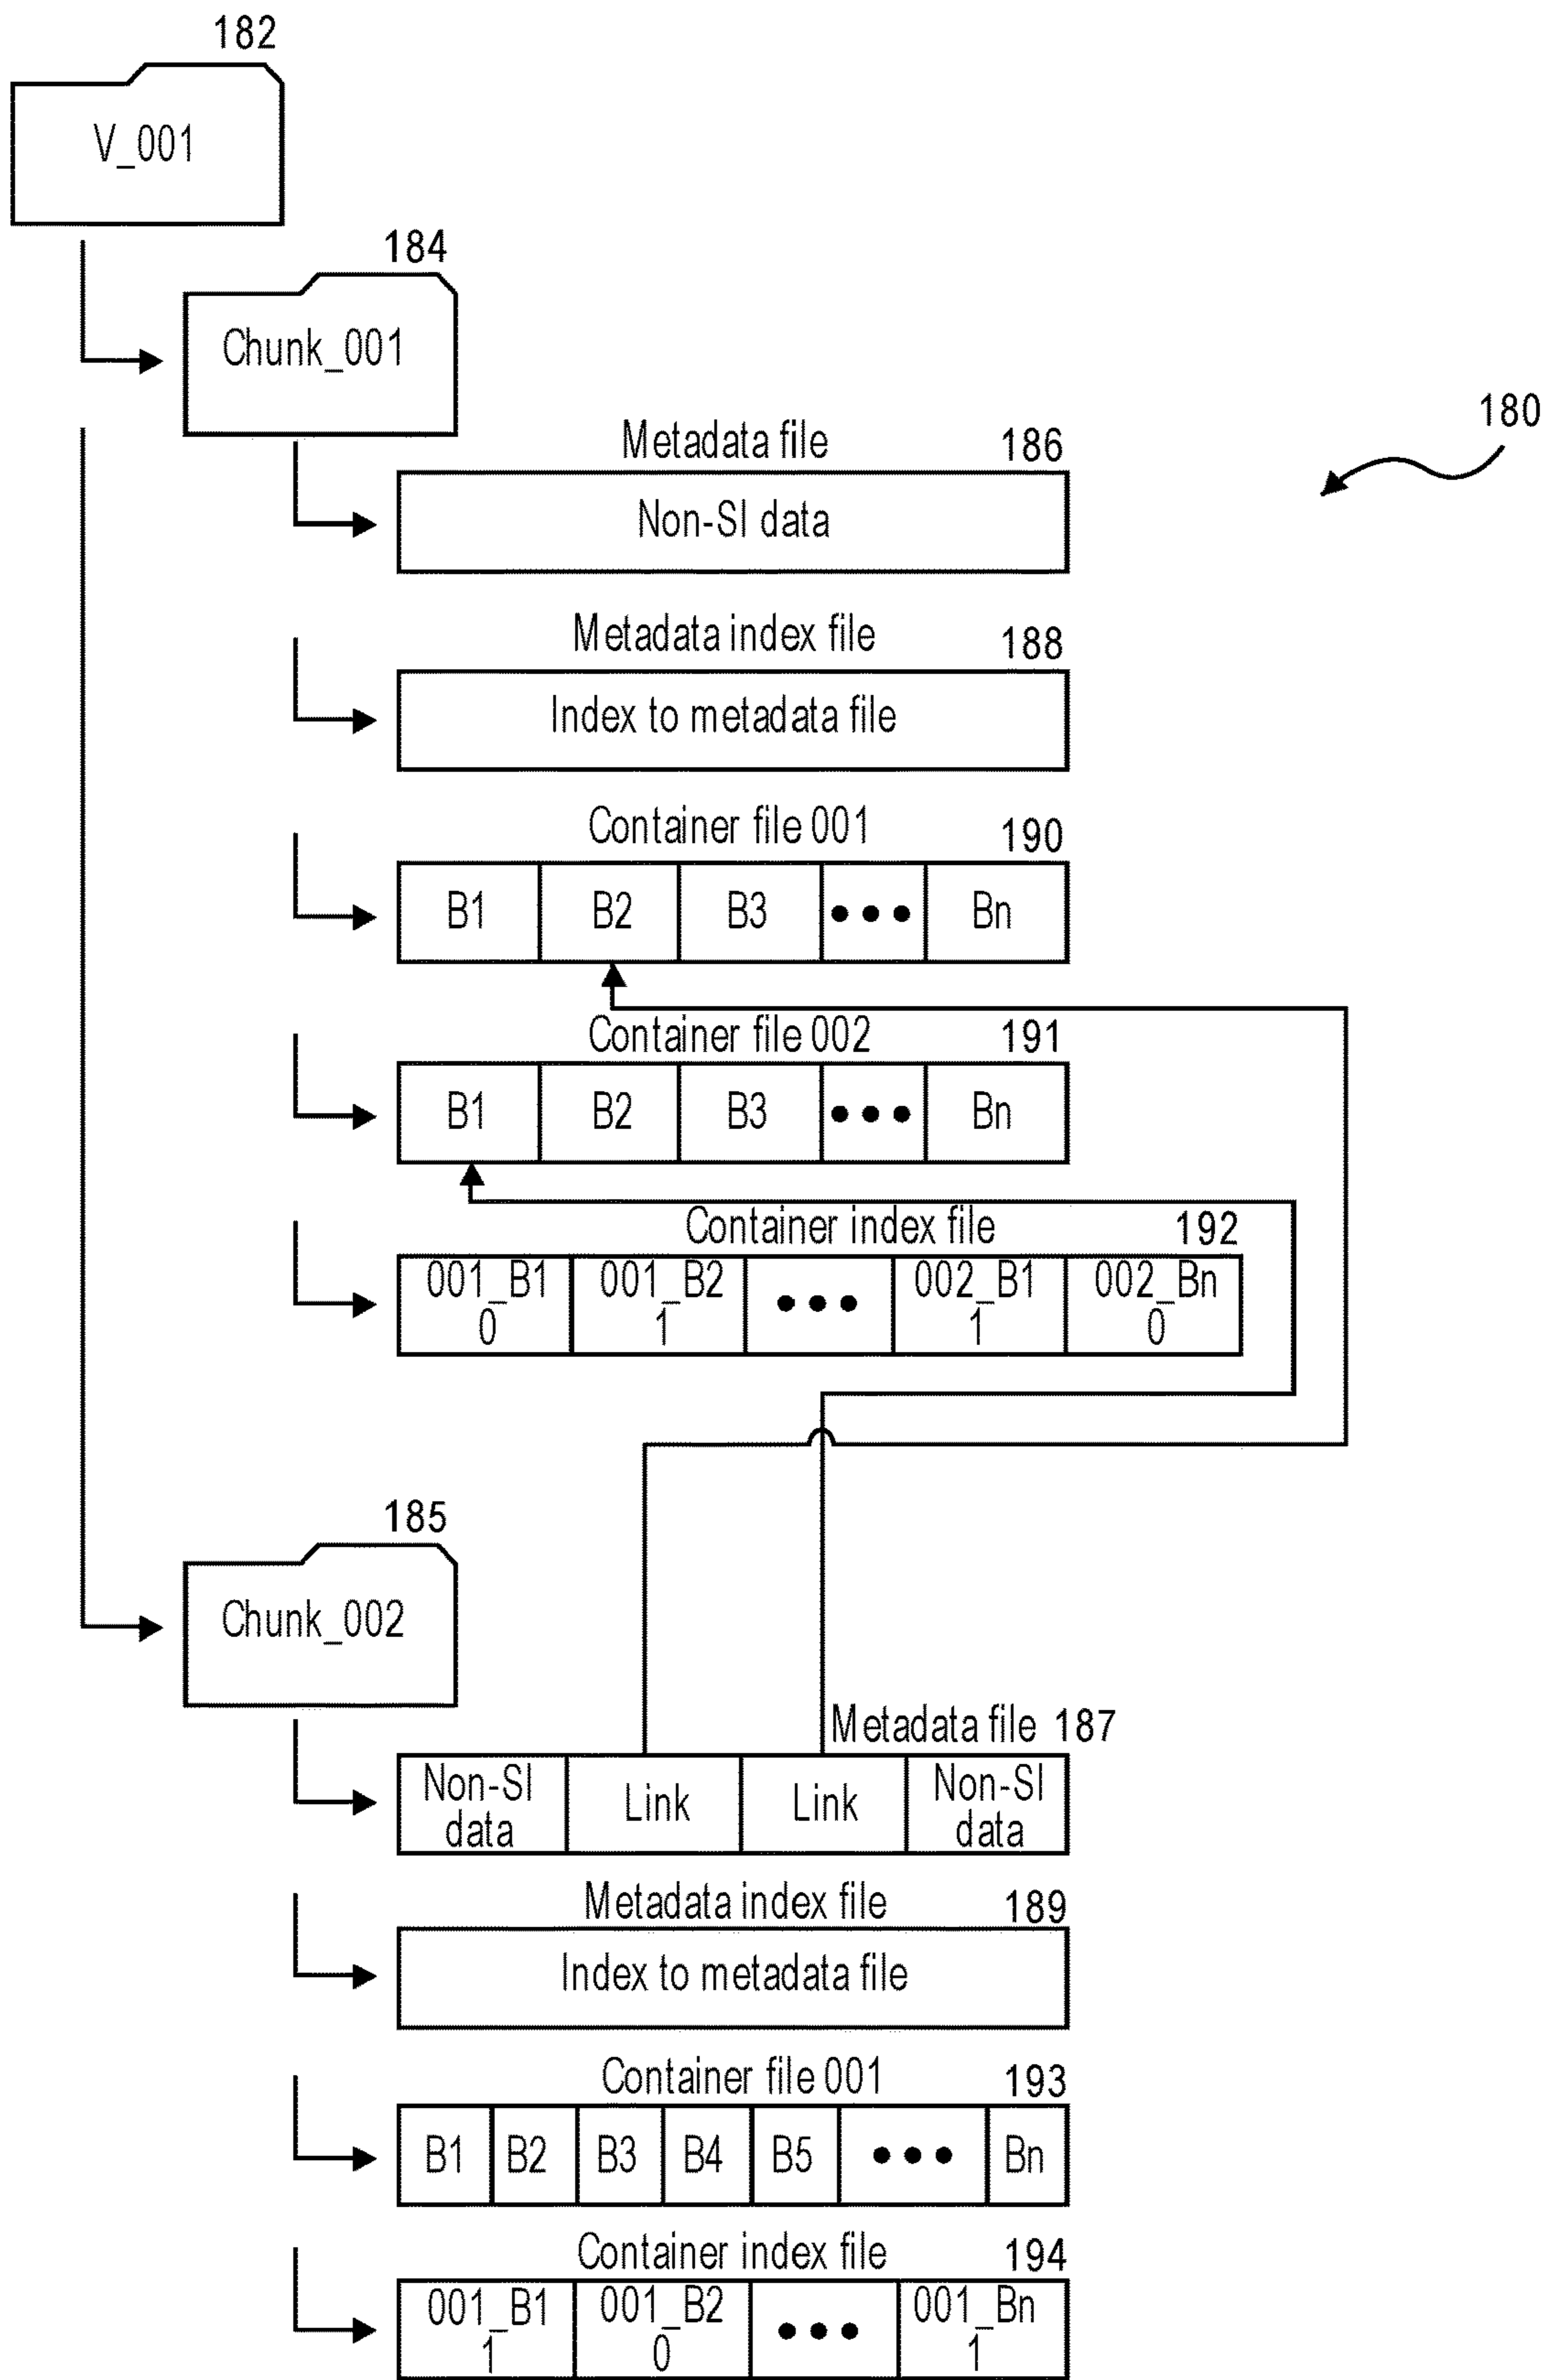 182
V_001
184
Chunk_001
180
Metadata file 186
Non-SI data
Metadata index file 188
Index to metadata file
Container file 001 190
B1 B2 B3 ••• Bn
Container file 002 191
B1 B2 B3 ••• Bn
Container index file 192
001_B1 001_B2 ••• 002_B1 002_Bn
0 1 1 0
185
Chunk_002
Metadata file 187
Non-SI Link Link Non-SI
data data
Metadata index file 189
Index to metadata file
Container file 001 193
B1 B2 B3 B4 B5 ••• Bn
Container index file 194
001_B1 001_B2 ••• 001_Bn
1 0 1